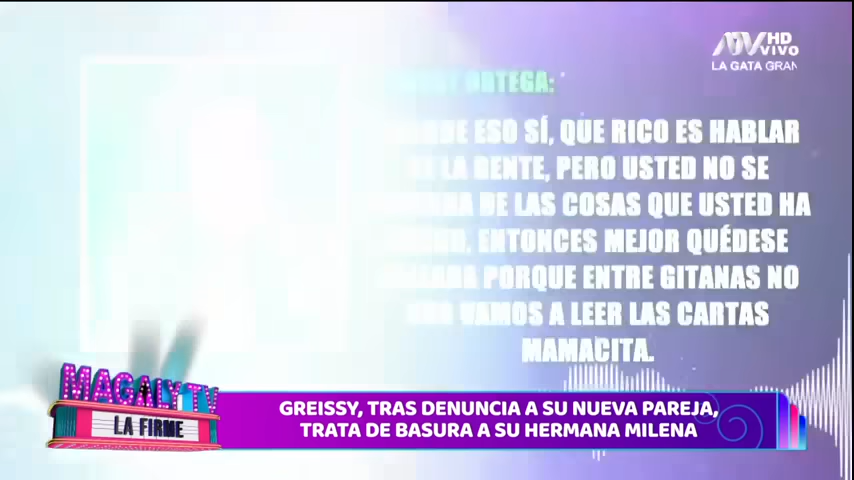 ATV HD
VIVO
LA GATA GRAN
ORTEGA:
ESO SÍ, QUE RICO ES HABLAR
LA GENTE, PERO USTED NO SE
DE LAS COSAS QUE USTED HA
ENTONCES MEJOR QUÉDESE
PORQUE ENTRE GITANAS NO
VAMOS A LEER LAS CARTAS
MAMACITA.
MAGALY TV
LA FIRME
GREISSY, TRAS DENUNCIA A SU NUEVA PAREJA,
TRATA DE BASURA A SU HERMANA MILENA